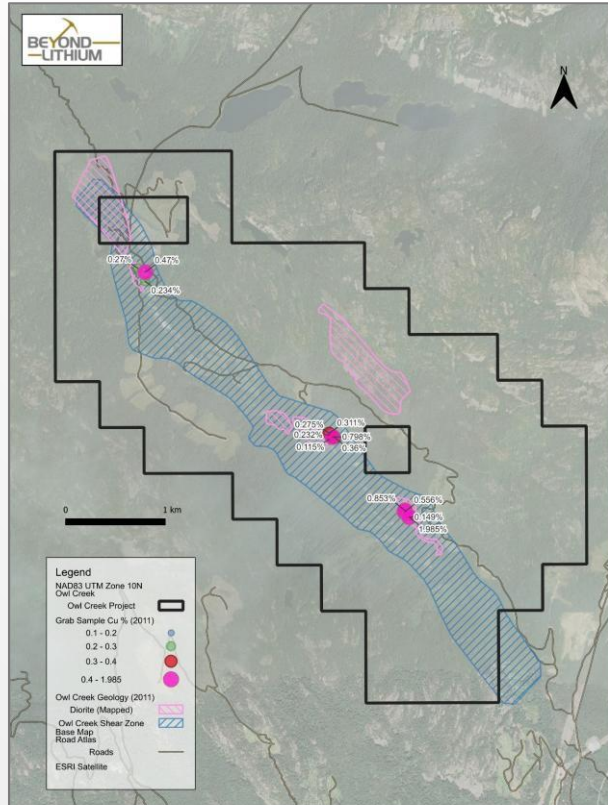 BEYOND
LITHIUM
N
0.27%
0.47%
0.234%
0.275%
0.311%
0.232%
0.798%
0.115%
0.36%
0.853%
0.556%
0.149%
1.985%
0
1 km
Legend
NAD83 UTM Zone 10N
Owl Creek
Owl Creek Project
Grab Sample Cu % (2011)
0.1 - 0.2
0.2 - 0.3
0.3 - 0.4
0.4 - 1.985
Owl Creek Geology (2011)
Diorite (Mapped)
Owl Creek Shear Zone
Base Map
Road Atlas
Roads
ESRI Satellite